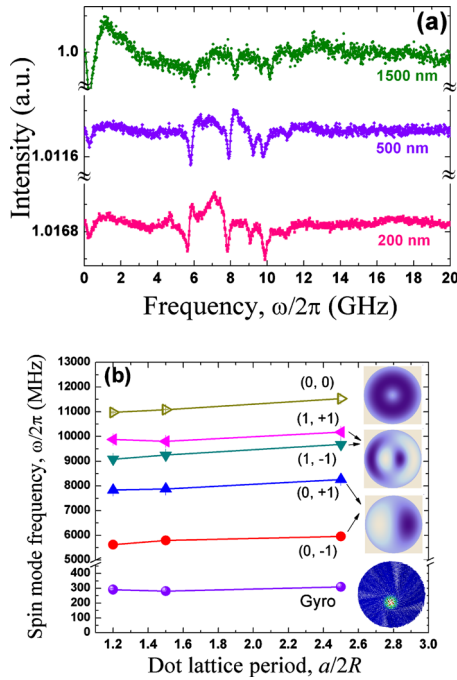 (a)
1.0
1500 nm
500 nm
1.0116
1.0168
200 nm
Intensity (a.u.)
0 2 4 6 8 10 12 14 16 18 20
Frequency, ω/2π (GHz)
(b)
13000
12000
11000
10000
9000
8000
7000
6000
5000
400
300
200
100
0
Spin mode frequency, ω/2π (MHz)
(0, 0)
(1, +1)
(1, -1)
(0, +1)
(0, -1)
Gyro
1.2 1.4 1.6 1.8 2.0 2.2 2.4 2.6 2.8 3.0
Dot lattice period, a/2R